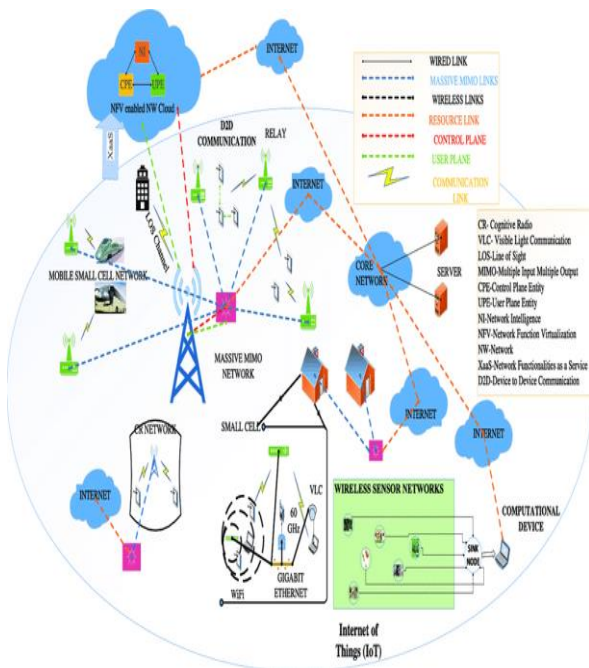 NI
CPE
UPE
NFV enabled NW Cloud
XaaS
INTERNET
WIRED LINK
MASSIVE MIMO LINKS
WIRELESS LINKS
RESOURCE LINK
CONTROL PLANE
USER PLANE
COMMUNICATION
LINK
D2D
COMMUNICATION
RELAY
INTERNET
LOS Channel
MOBILE SMALL CELL NETWORK
CORE
NETWORK
SERVER
CR- Cognitive Radio
VLC- Visible Light Communication
LOS-Line of Sight
MIMO-Multiple Input Multiple Output
CPE-Control Plane Entity
UPE-User Plane Entity
NI-Network Intelligence
NFV-Network Function Virtualization
NW-Network
XaaS-Network Functionalities as a Service
D2D-Device to Device Communication
MASSIVE MIMO
NETWORK
INTERNET
SMALL CELL
CR NETWORK
INTERNET
INTERNET
VLC
60
GHz
WiFi
GIGABIT
ETHERNET
WIRELESS SENSOR NETWORKS
SINK
NODE
COMPUTATIONAL
DEVICE
Internet of
Things (IoT)